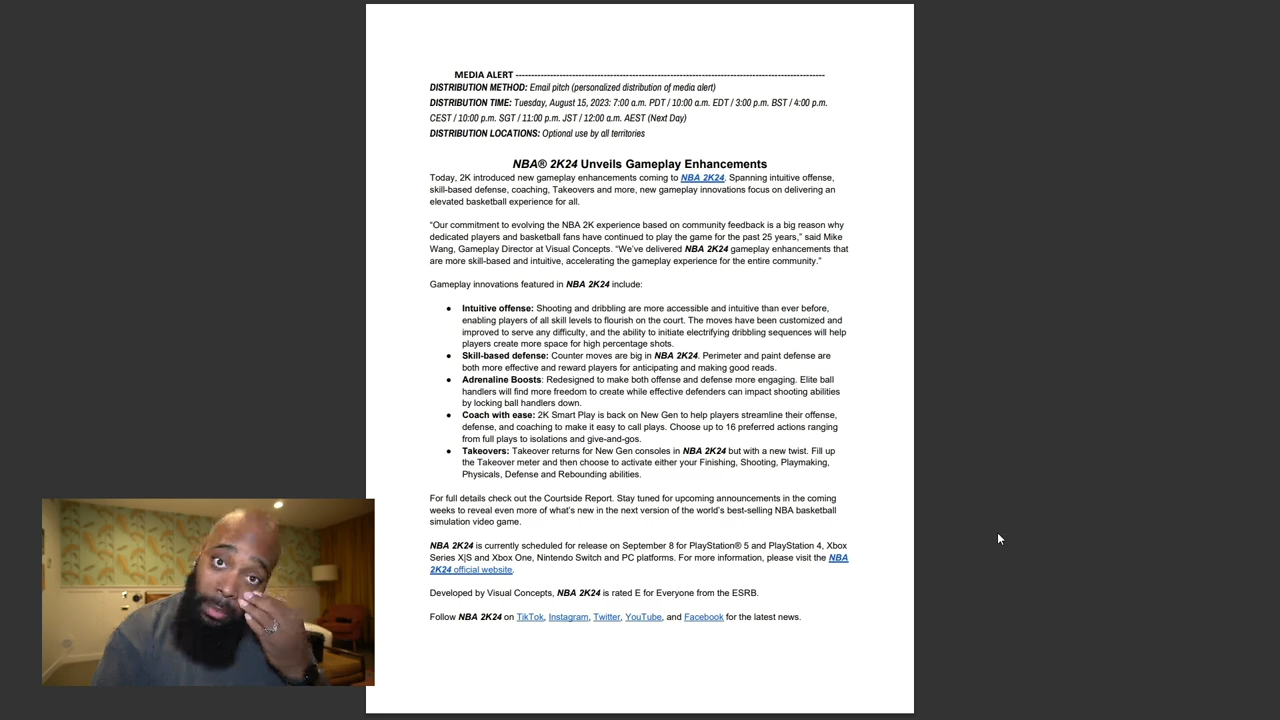 MEDIA ALERT -----------------------------------------------------------------------------------------------
DISTRIBUTION METHOD: Email pitch (personalized distribution of media alert)
DISTRIBUTION TIME: Tuesday, August 15, 2023: 7:00 a.m. PDT / 10:00 a.m. EDT / 3:00 p.m. BST / 4:00 p.m.
CEST / 10:00 p.m. SGT / 11:00 p.m. JST / 12:00 a.m. AEST (Next Day)
DISTRIBUTION LOCATIONS: Optional use by all territories
NBA® 2K24 Unveils Gameplay Enhancements
Today, 2K introduced new gameplay enhancements coming to NBA 2K24. Spanning intuitive offense,
skill-based defense, coaching, Takeovers and more, new gameplay innovations focus on delivering an
elevated basketball experience for all.
“Our commitment to evolving the NBA 2K experience based on community feedback is a big reason why
dedicated players and basketball fans have continued to play the game for the past 25 years,” said Mike
Wang, Gameplay Director at Visual Concepts. “We’ve delivered NBA 2K24 gameplay enhancements that
are more skill-based and intuitive, accelerating the gameplay experience for the entire community.”
Gameplay innovations featured in NBA 2K24 include:
● Intuitive offense: Shooting and dribbling are more accessible and intuitive than ever before,
enabling players of all skill levels to flourish on the court. The moves have been customized and
improved to serve any difficulty, and the ability to initiate electrifying dribbling sequences will help
players create more space for high percentage shots.
● Skill-based defense: Counter moves are big in NBA 2K24. Perimeter and paint defense are
both more effective and reward players for anticipating and making good reads.
● Adrenaline Boosts: Redesigned to make both offense and defense more engaging. Elite ball
handlers will find more freedom to create while effective defenders can impact shooting abilities
by locking ball handlers down.
● Coach with ease: 2K Smart Play is back on New Gen to help players streamline their offense,
defense, and coaching to make it easy to call plays. Choose up to 16 preferred actions ranging
from full plays to isolations and give-and-gos.
● Takeovers: Takeover returns for New Gen consoles in NBA 2K24 but with a new twist. Fill up
the Takeover meter and then choose to activate either your Finishing, Shooting, Playmaking,
Physicals, Defense and Rebounding abilities.
For full details check out the Courtside Report. Stay tuned for upcoming announcements in the coming
weeks to reveal even more of what’s new in the next version of the world’s best-selling NBA basketball
simulation video game.
NBA 2K24 is currently scheduled for release on September 8 for PlayStation® 5 and PlayStation 4, Xbox
Series X|S and Xbox One, Nintendo Switch and PC platforms. For more information, please visit the NBA
2K24 official website.
Developed by Visual Concepts, NBA 2K24 is rated E for Everyone from the ESRB.
Follow NBA 2K24 on TikTok, Instagram, Twitter, YouTube, and Facebook for the latest news.